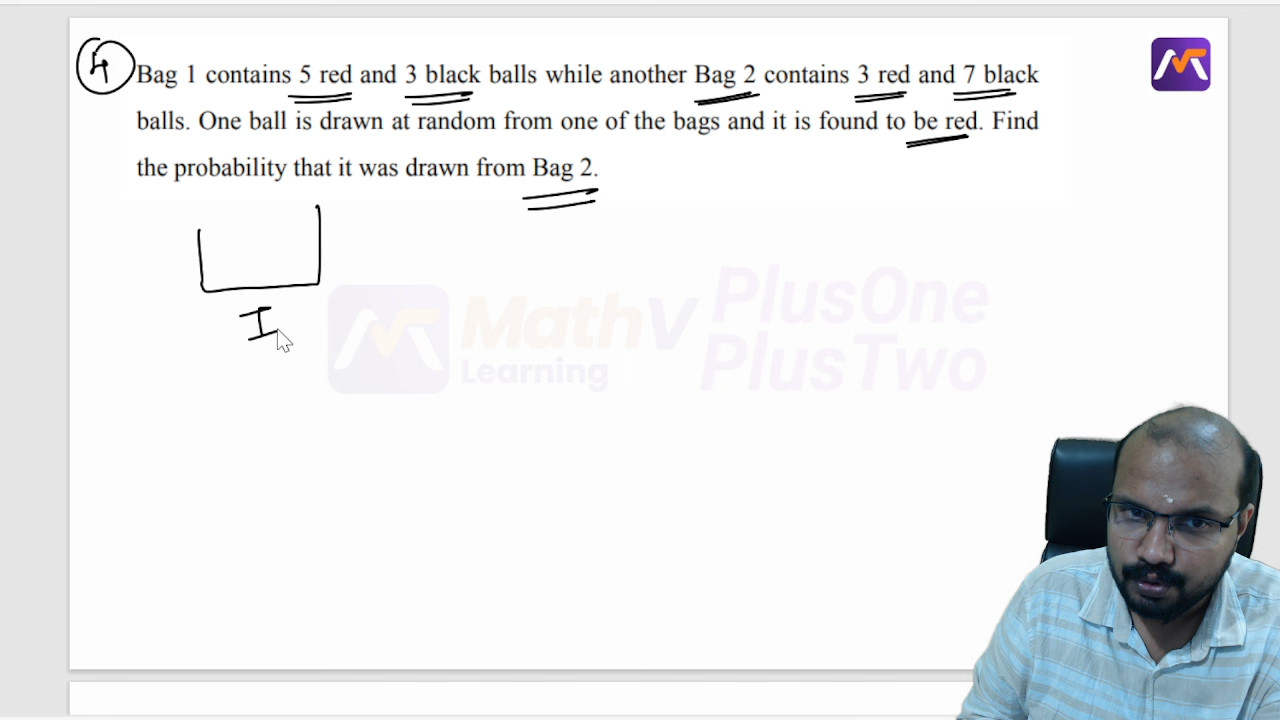 4
Bag 1 contains 5 red and 3 black balls while another Bag 2 contains 3 red and 7 black
balls. One ball is drawn at random from one of the bags and it is found to be red. Find
the probability that it was drawn from Bag 2.
I
MathV
Learning
PlusOne
PlusTwo